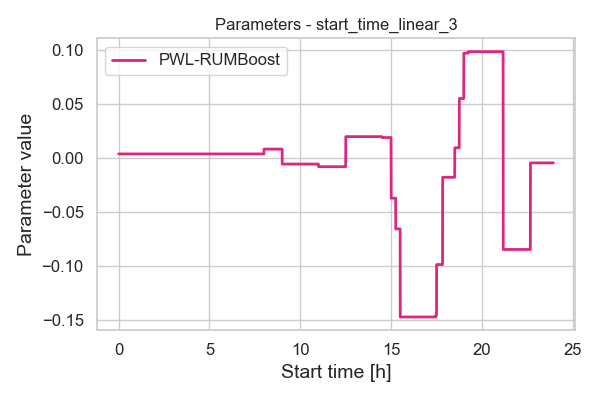 Parameters - start_time_linear_3
PWL-RUMBoost
0.10
0.05
0.00
−0.05
−0.10
−0.15
Parameter value
0 5 10 15 20 25
Start time [h]